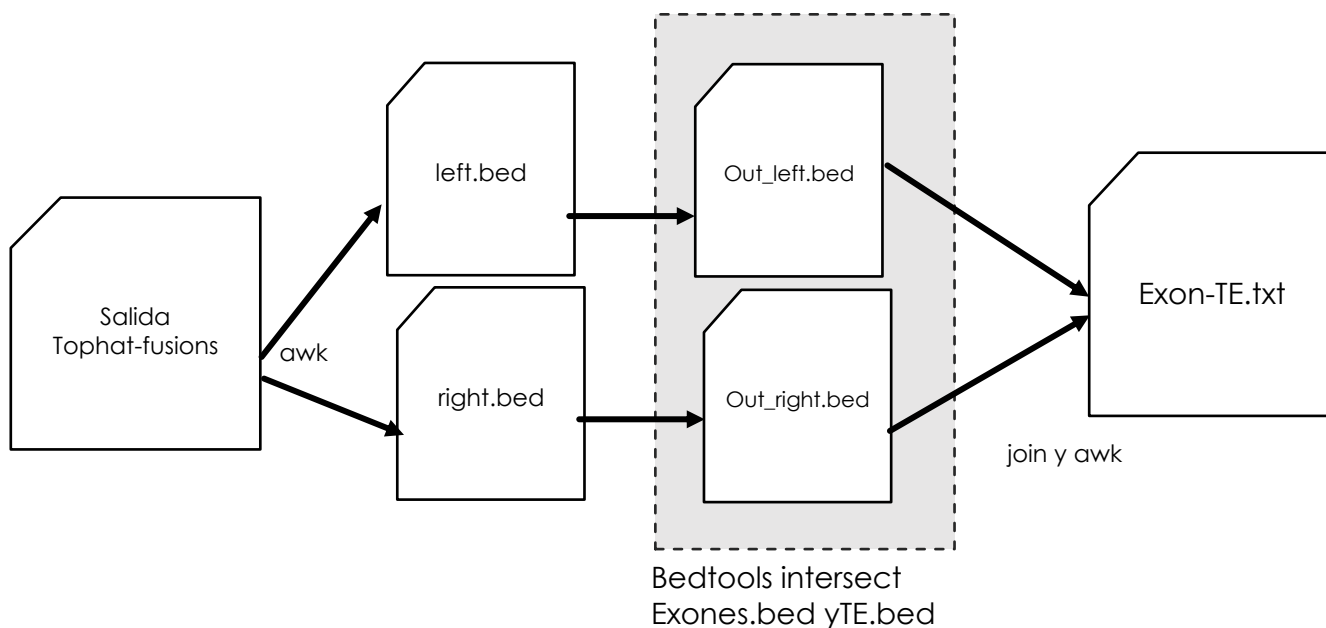 left.bed
Out_left.bed
Salida
Tophat-fusions
awk
right.bed
Out_right.bed
Exon-TE.txt
join y awk
Bedtools intersect
Exones.bed yTE.bed